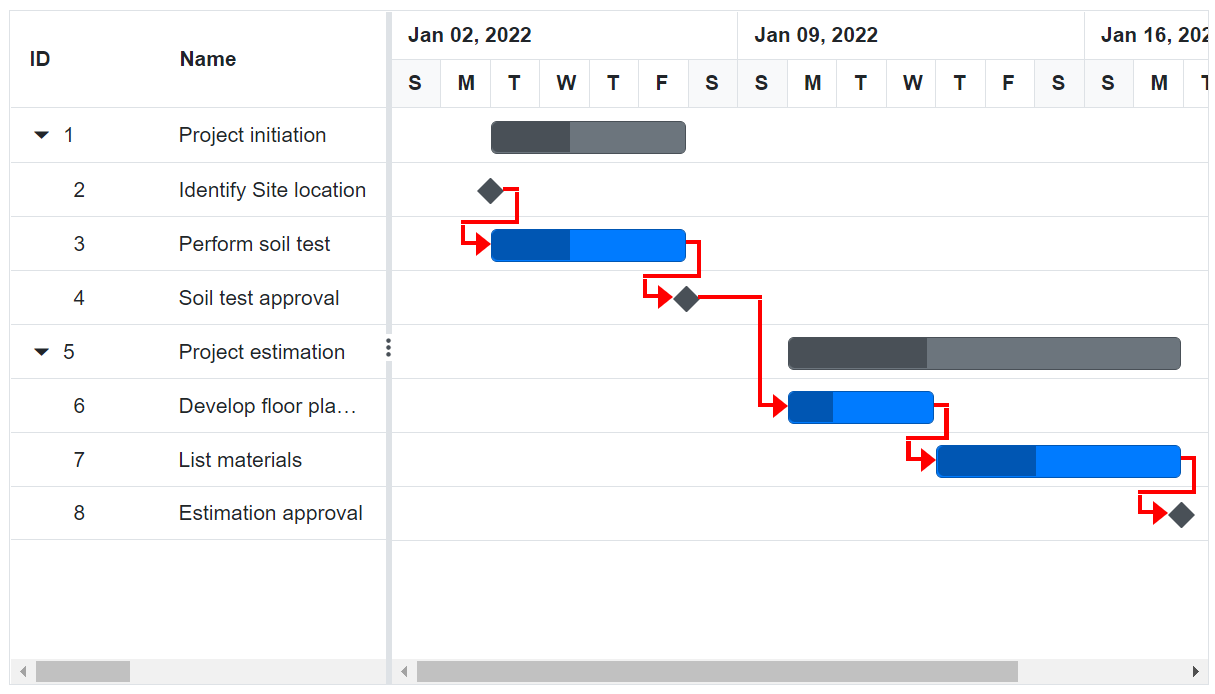 ID Name Jan 02, 2022 Jan 09, 2022 Jan 16, 202
S M T W T F S S M T W T F S S M T
1 Project initiation
2 Identify Site location
3 Perform soil test
4 Soil test approval
5 Project estimation
6 Develop floor pla…
7 List materials
8 Estimation approval